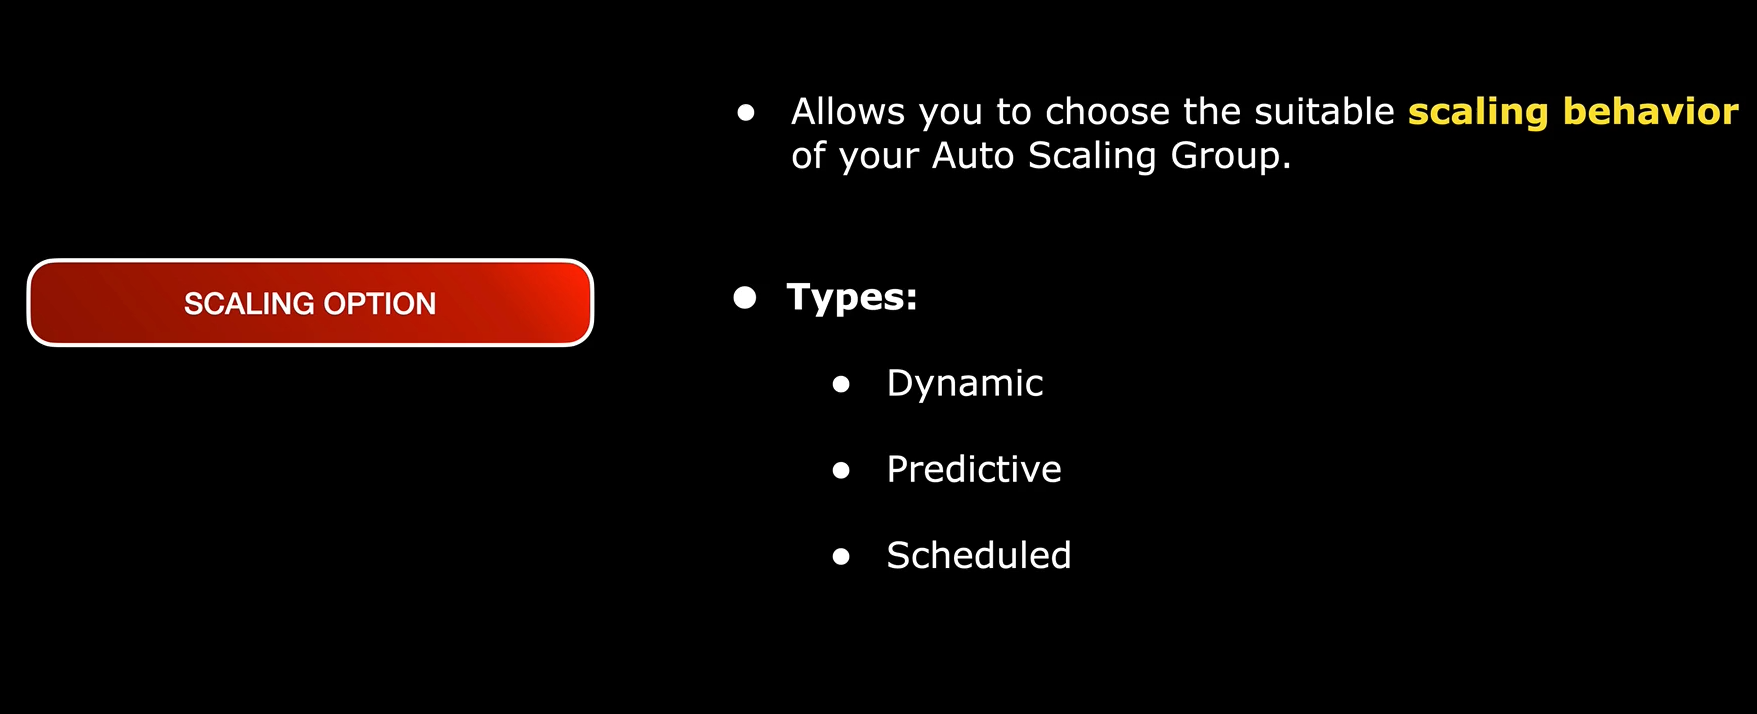 SCALING OPTION
● Allows you to choose the suitable scaling behavior
of your Auto Scaling Group.
● Types:
● Dynamic
● Predictive
● Scheduled